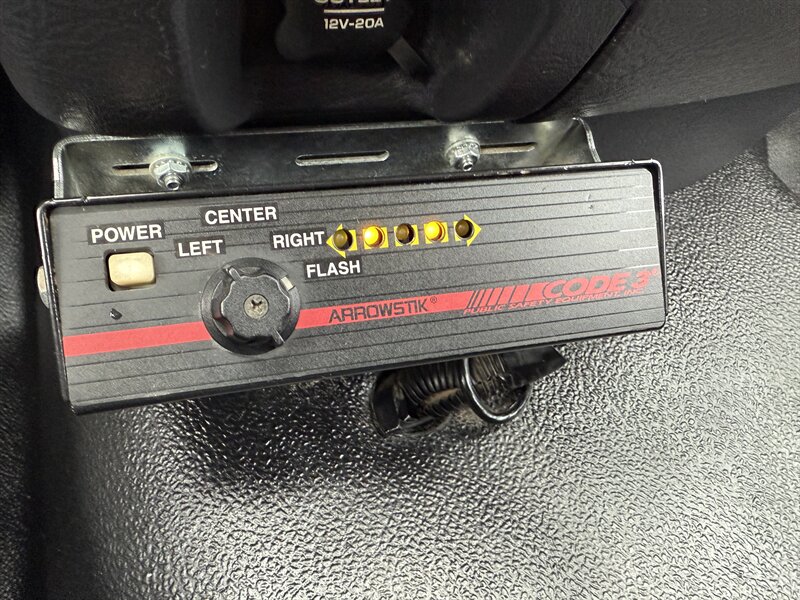 12V-20A
CENTER
POWER
LEFT
RIGHT
FLASH
ARROWSTIK®
CODE 3®
PUBLIC SAFETY EQUIPMENT, INC.